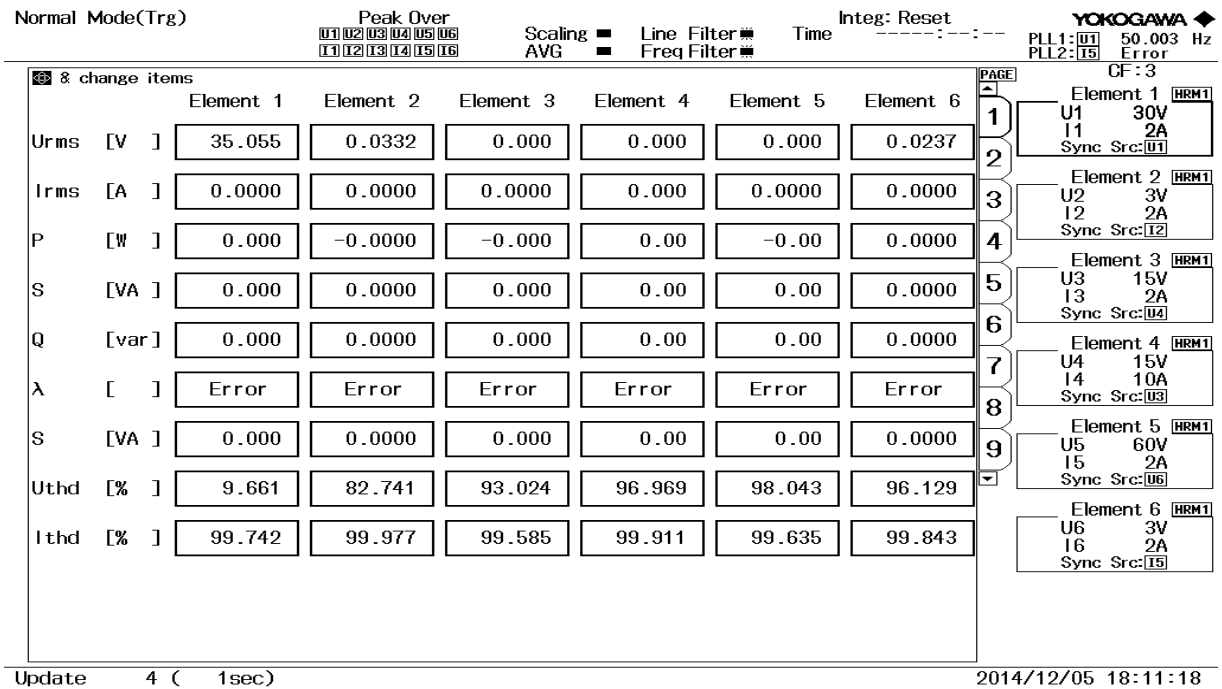 Normal Mode(Trg) Peak Over Scaling Line Filter Time Integ: Reset YOKOGAWA
U1 U2 U3 U4 U5 U6 -----:--:-- PLL1:U1 50.003 Hz
I1 I2 I3 I4 I5 I6 AVG Freq Filter PLL2:I5 Error
8 change items PAGE CF:3
Element 1 Element 2 Element 3 Element 4 Element 5 Element 6
Urms [V ] 35.055 0.0332 0.000 0.000 0.000 0.0237
Irms [A ] 0.0000 0.0000 0.0000 0.000 0.0000 0.0000
P [W ] 0.000 -0.0000 -0.000 0.00 -0.00 0.0000
S [VA ] 0.000 0.0000 0.000 0.00 0.00 0.0000
Q [var] 0.000 0.0000 0.000 0.00 0.00 0.0000
λ [ ] Error Error Error Error Error Error
S [VA ] 0.000 0.0000 0.000 0.00 0.00 0.0000
Uthd [% ] 9.661 82.741 93.024 96.969 98.043 96.129
Ithd [% ] 99.742 99.977 99.585 99.911 99.635 99.843
1
2
3
4
5
6
7
8
9
Element 1 HRM1
U1 30V
I1 2A
Sync Src:U1
Element 2 HRM1
U2 3V
I2 2A
Sync Src:I2
Element 3 HRM1
U3 15V
I3 2A
Sync Src:U4
Element 4 HRM1
U4 15V
I4 10A
Sync Src:U3
Element 5 HRM1
U5 60V
I5 2A
Sync Src:U6
Element 6 HRM1
U6 3V
I6 2A
Sync Src:I5
Update 4 ( 1sec) 2014/12/05 18:11:18